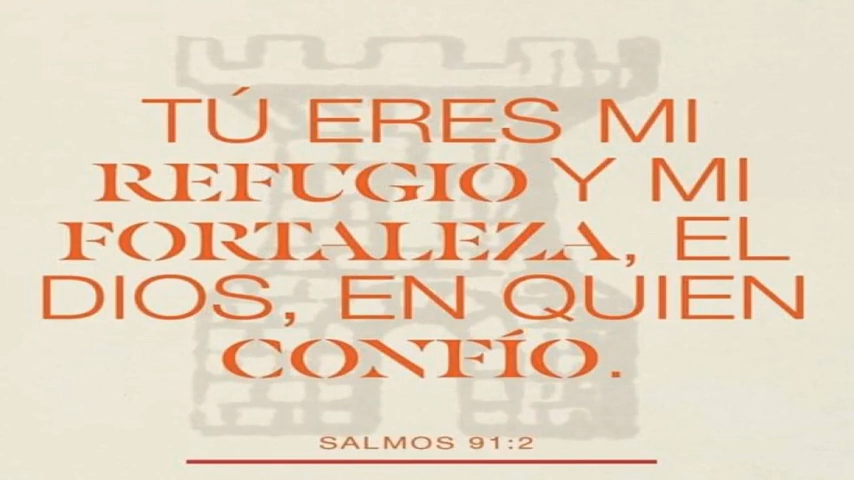 TÚ ERES MI
REFUGIO Y MI
FORTALEZA, EL
DIOS, EN QUIEN
CONFÍO.
SALMOS 91:2